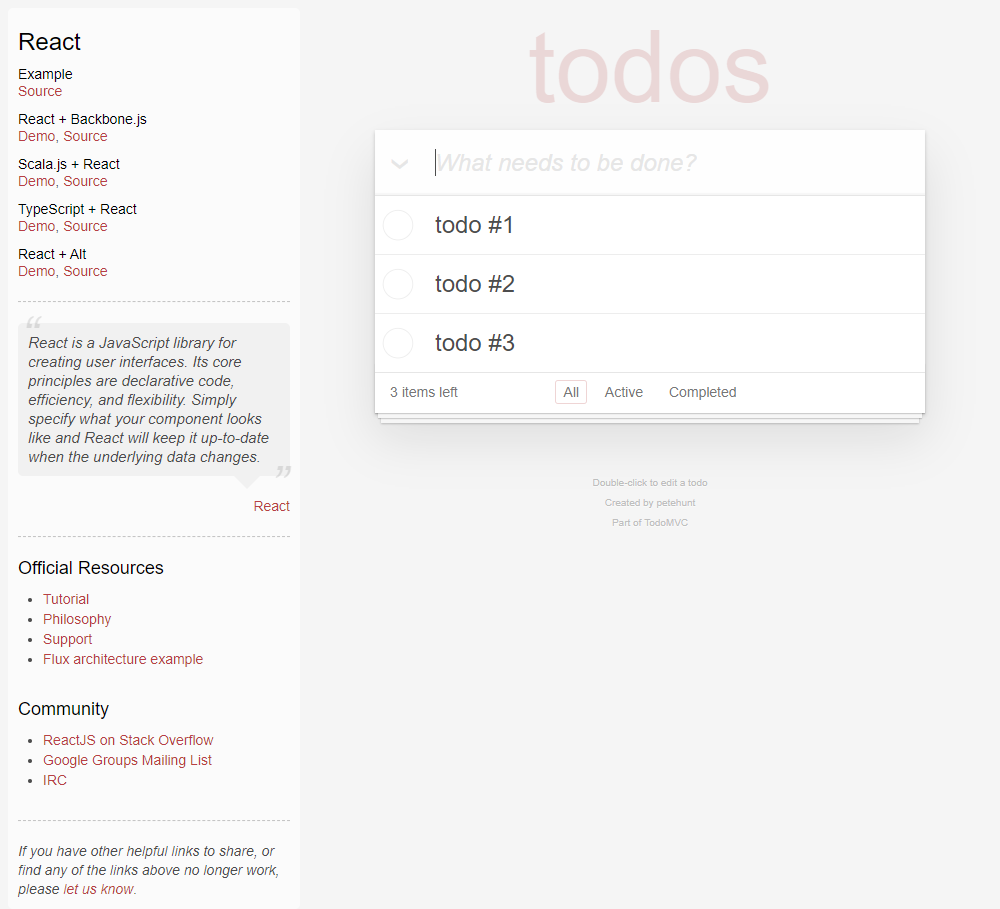 React
Example
Source
React + Backbone.js
Demo, Source
Scala.js + React
Demo, Source
TypeScript + React
Demo, Source
React + Alt
Demo, Source
“
React is a JavaScript library for
creating user interfaces. Its core
principles are declarative code,
efficiency, and flexibility. Simply
specify what your component looks
like and React will keep it up-to-date
when the underlying data changes.
”
React
Official Resources
• Tutorial
• Philosophy
• Support
• Flux architecture example
Community
• ReactJS on Stack Overflow
• Google Groups Mailing List
• IRC
If you have other helpful links to share, or
find any of the links above no longer work,
please let us know.
todos
What needs to be done?
todo #1
todo #2
todo #3
3 items left All Active Completed
Double-click to edit a todo
Created by petehunt
Part of TodoMVC